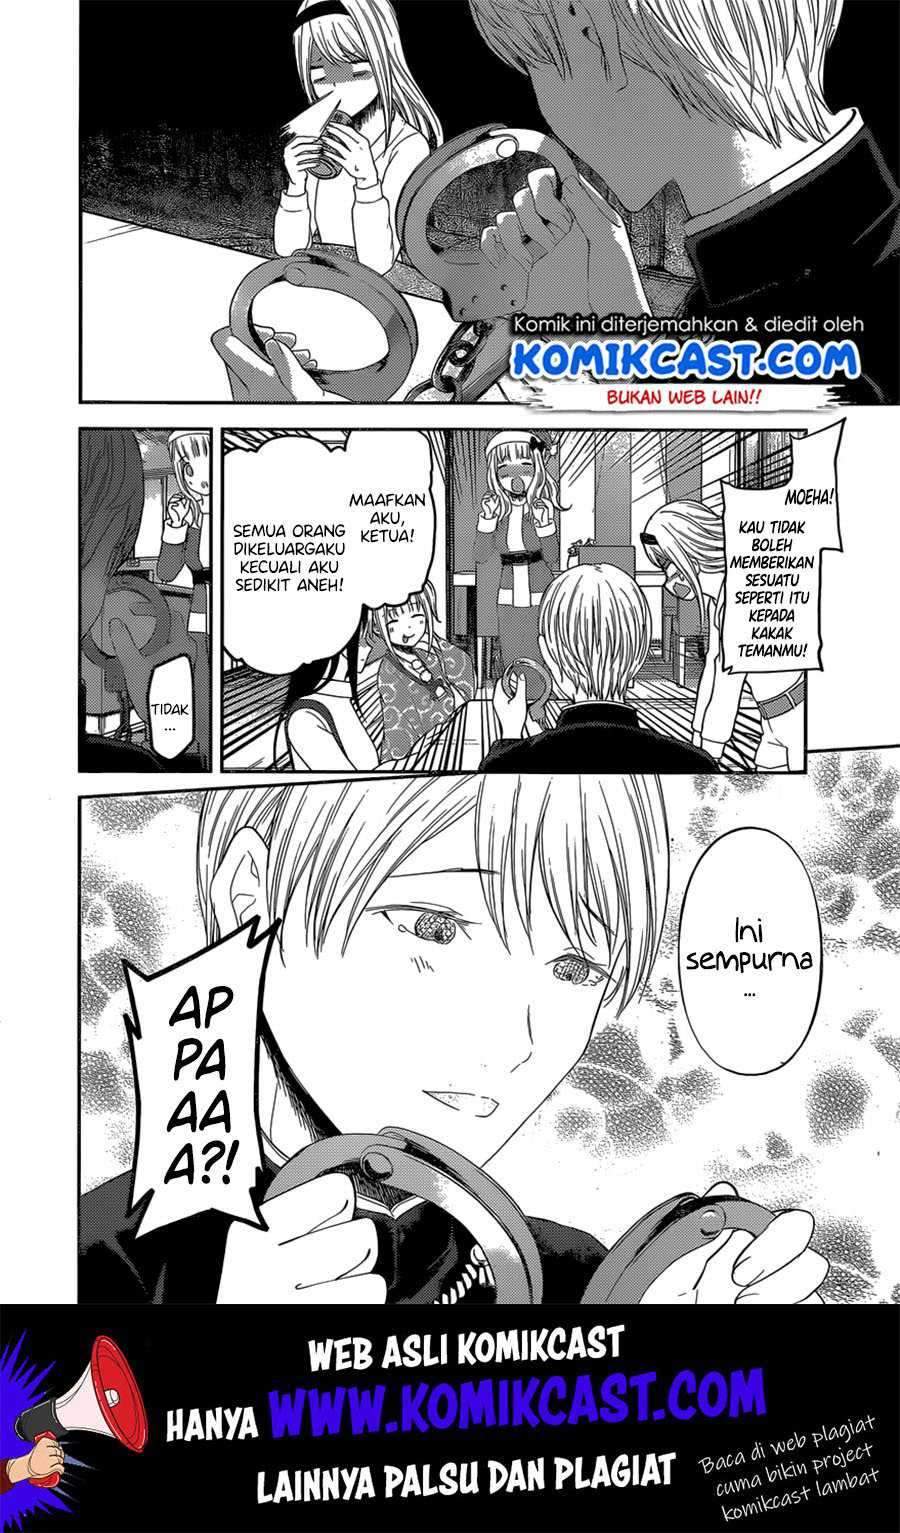 Komik ini diterjemahkan & diedit oleh
KOMIKCAST.COM
BUKAN WEB LAIN!!
MOEHA!
KAU TIDAK
BOLEH
MEMBERIKAN
SESUATU
SEPERTI ITU
KEPADA
KAKAK
TEMANMU!
MAAFKAN
AKU,
KETUA!
SEMUA ORANG
DIKELUARGAKU
KECUALI AKU
SEDIKIT ANEH!
TIDAK
...
Ini
sempurna
...
AP
PA
AA
A?!
WEB ASLI KOMIKCAST
HANYA WWW.KOMIKCAST.COM
LAINNYA PALSU DAN PLAGIAT
Baca di web plagiat
cuma bikin project
komikcast lambat